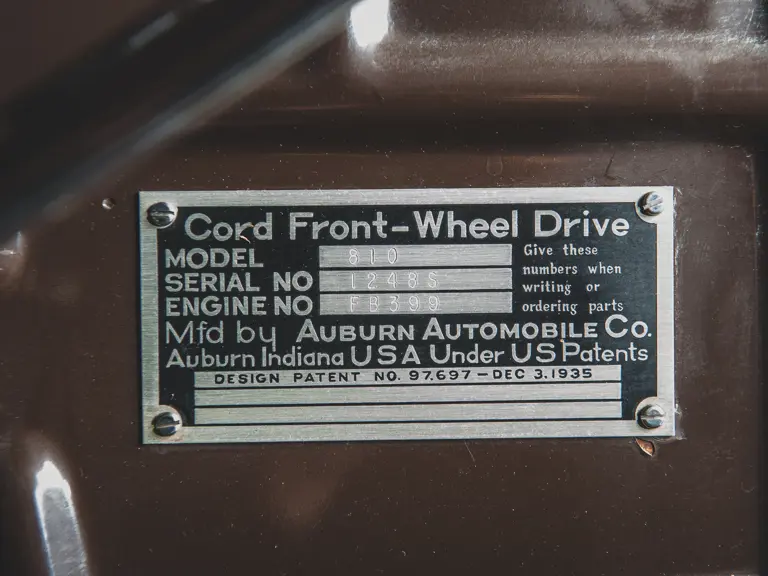 Cord Front-Wheel Drive
MODEL 810
SERIAL NO 1248S
ENGINE NO FB399
Give these
numbers when
writing or
ordering parts
Mfd by AUBURN AUTOMOBILE CO.
Auburn Indiana USA Under US Patents
DESIGN PATENT NO. 97,697-DEC 3,1935